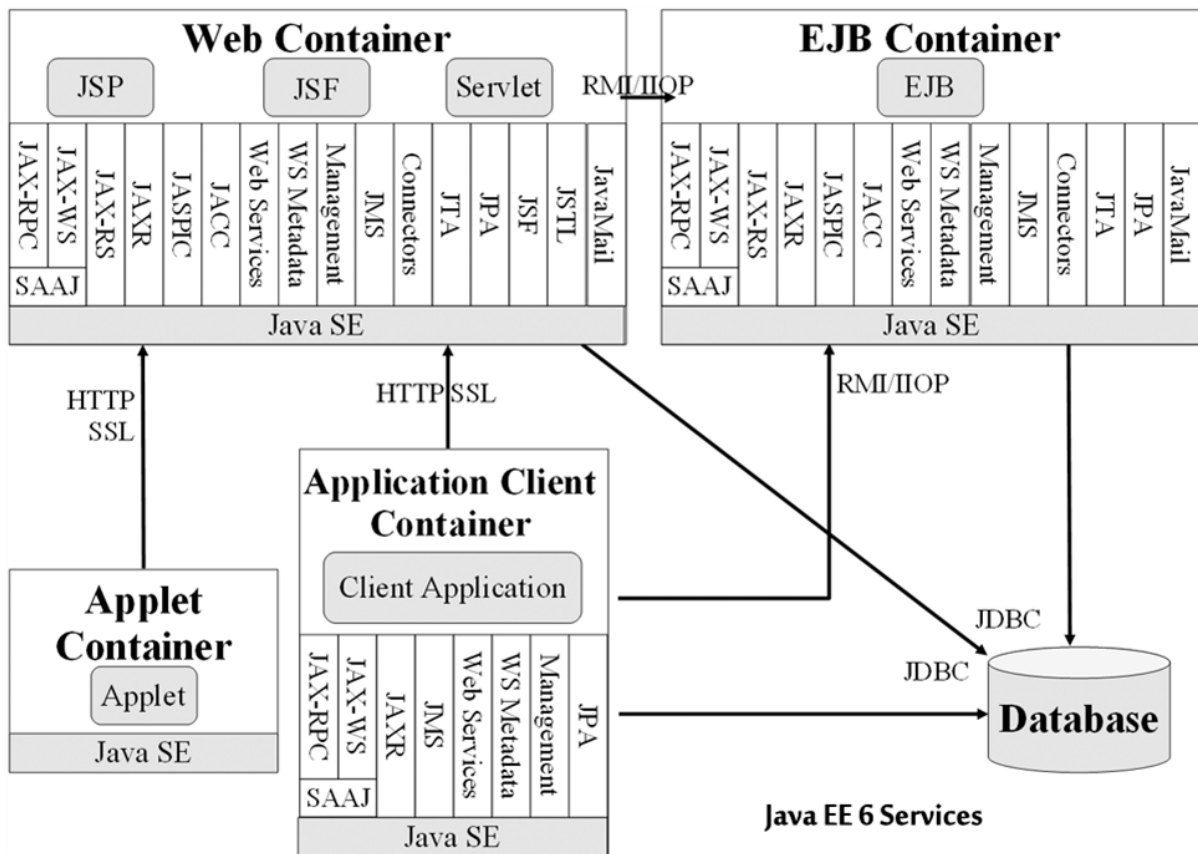 Web Container
JSP
JSF
Servlet
JAX-RPC
JAX-WS
SAAJ
JAX-RS
JAXR
JASPIC
JACC
Web Services
WS Metadata
Management
JMS
Connectors
JTA
JPA
JSF
JSTL
JavaMail
Java SE
RMI/IIOP
EJB Container
EJB
JAX-RPC
JAX-WS
SAAJ
JAX-RS
JAXR
JASPIC
JACC
Web Services
WS Metadata
Management
JMS
Connectors
JTA
JPA
JavaMail
Java SE
HTTP
SSL
HTTP SSL
RMI/IIOP
Application Client
Container
Client Application
JAX-RPC
JAX-WS
SAAJ
JAXR
JMS
Web Services
WS Metadata
Management
JPA
Java SE
Applet
Container
Applet
Java SE
JDBC
JDBC
Database
Java EE 6 Services